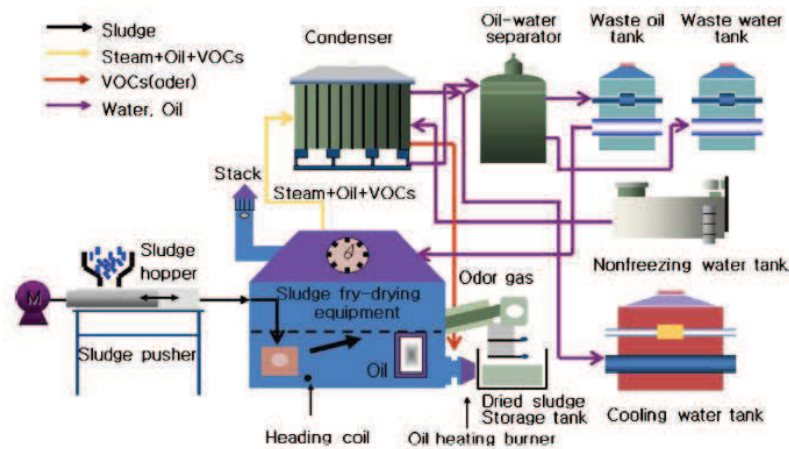 Sludge
Steam+Oil+VOCs
VOCs(oder)
Water, Oil
Condenser
Oil-water
separator
Waste oil
tank
Waste water
tank
Stack
Steam+Oil+VOCs
Sludge
hopper
M
Sludge pusher
Sludge fry-drying
equipment
Oil
Odor gas
Nonfreezing water tank
Dried sludge
Storage tank
Heading coil
Oil heating burner
Cooling water tank